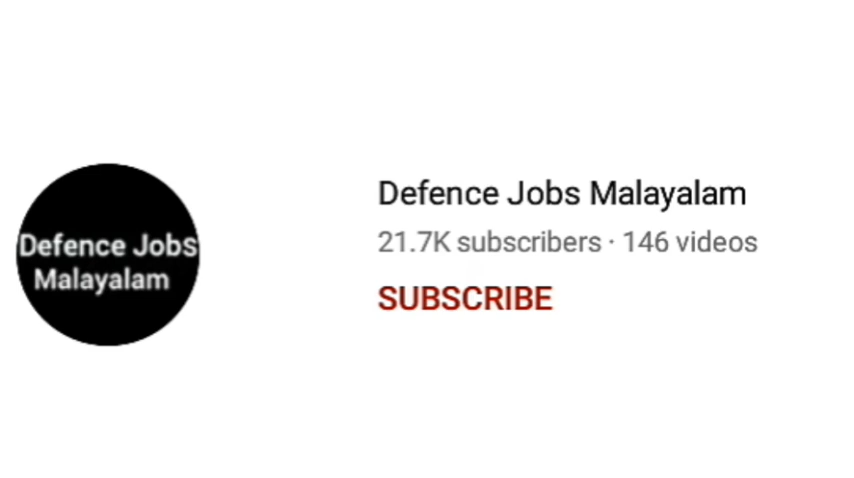 Defence Jobs
Malayalam
Defence Jobs Malayalam
21.7K subscribers · 146 videos
SUBSCRIBE